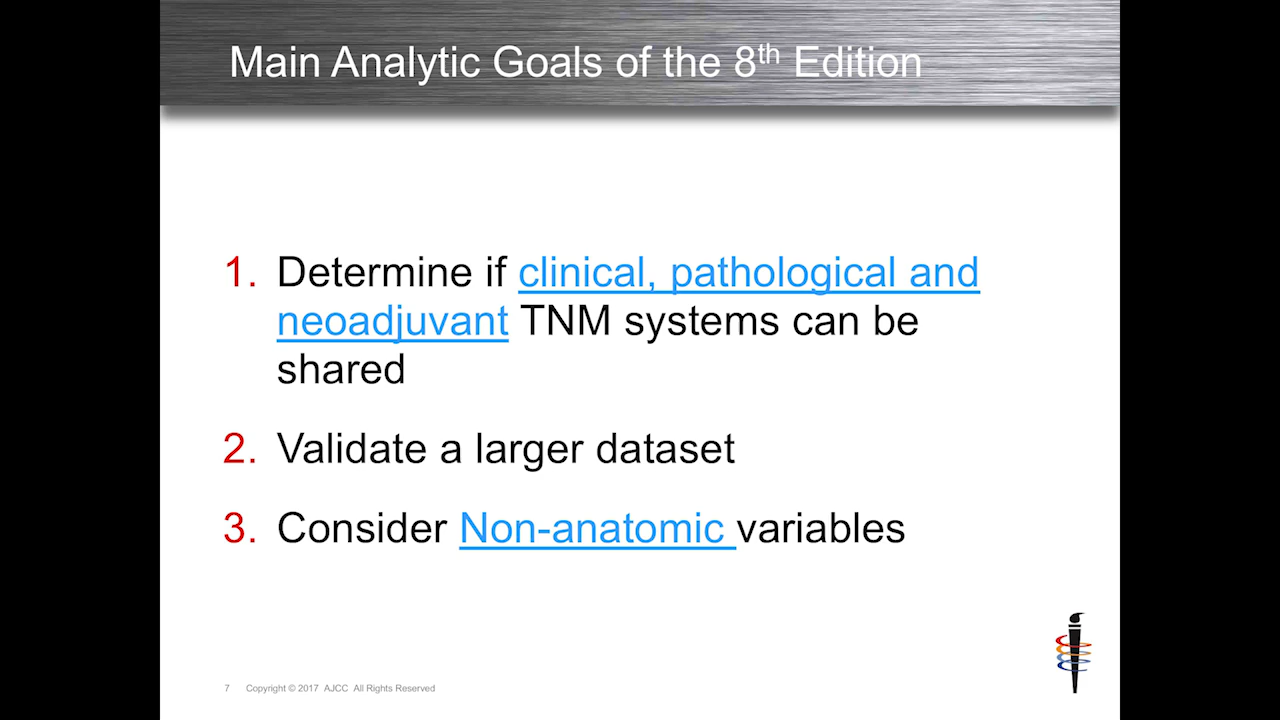 Main Analytic Goals of the 8th Edition
1. Determine if clinical, pathological and
neoadjuvant TNM systems can be
shared
2. Validate a larger dataset
3. Consider Non-anatomic variables
7 Copyright © 2017 AJCC All Rights Reserved